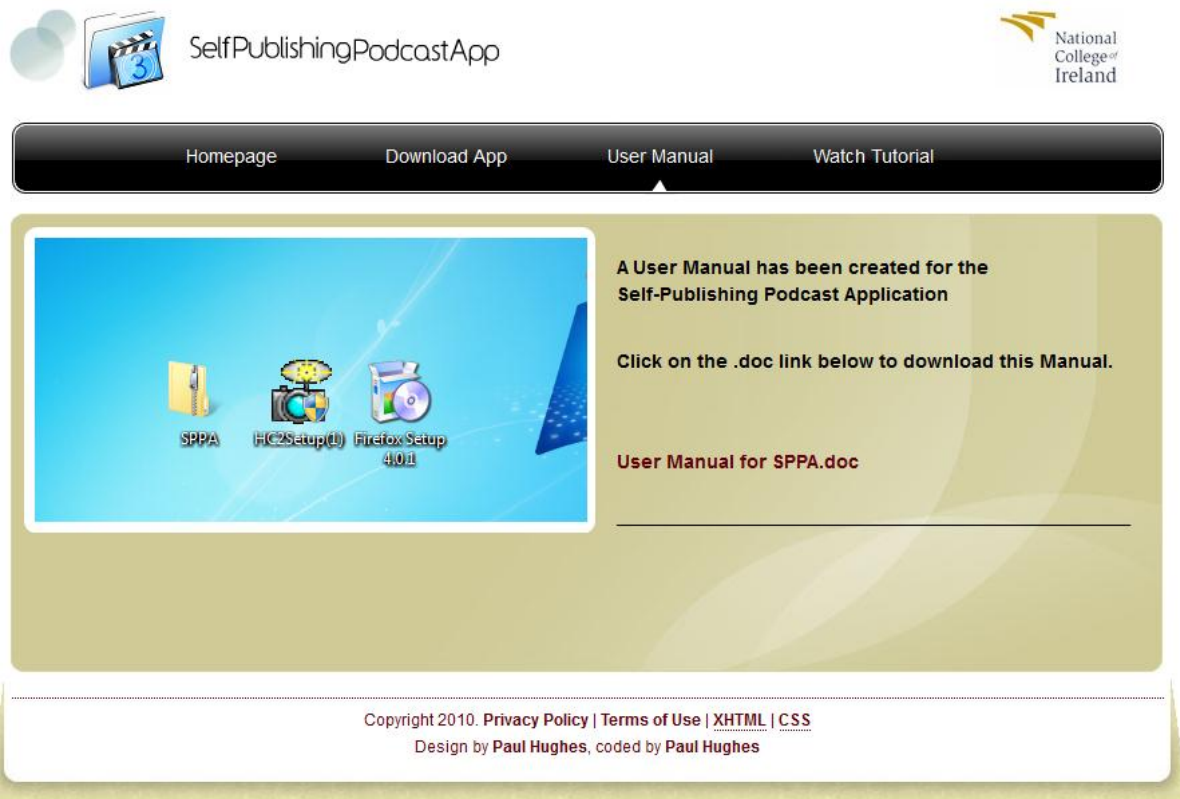 3
SelfPublishingPodcastApp
National
College of
Ireland
Homepage Download App User Manual Watch Tutorial
SPPA HC2Setup(1) Firefox Setup
4.0.1
A User Manual has been created for the
Self-Publishing Podcast Application
Click on the .doc link below to download this Manual.
User Manual for SPPA.doc
Copyright 2010. Privacy Policy | Terms of Use | XHTML | CSS
Design by Paul Hughes, coded by Paul Hughes